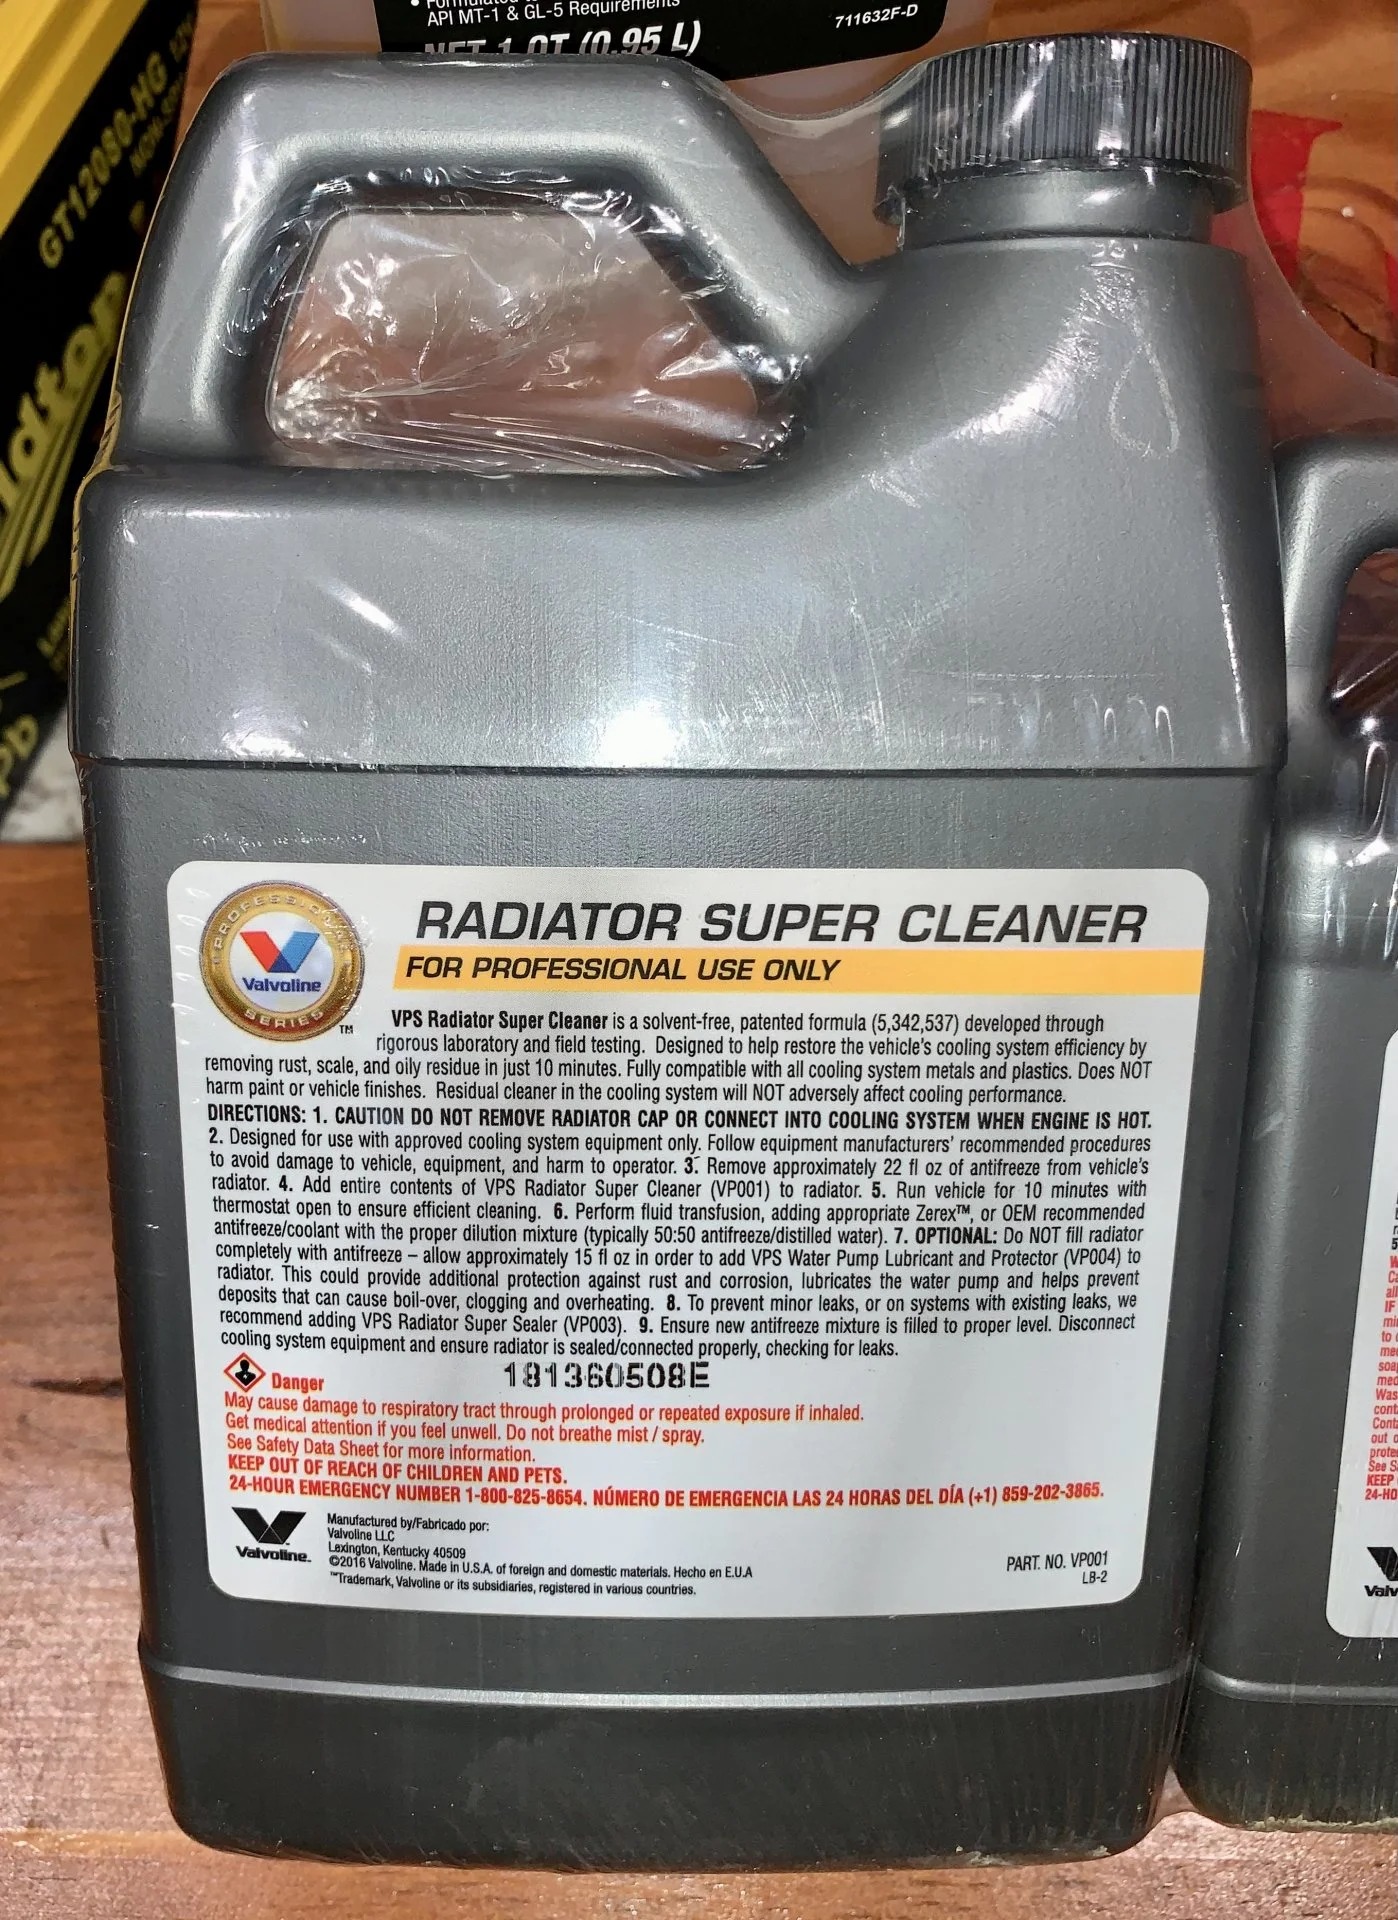 API MT-1 & GL-5 Requirements
711632F-D
NET 1 QT (0.95 L)
GT12080-HG
PROFESSIONAL
Valvoline
SERIES
TM
RADIATOR SUPER CLEANER
FOR PROFESSIONAL USE ONLY
VPS Radiator Super Cleaner is a solvent-free, patented formula (5,342,537) developed through
rigorous laboratory and field testing. Designed to help restore the vehicle's cooling system efficiency by
removing rust, scale, and oily residue in just 10 minutes. Fully compatible with all cooling system metals and plastics. Does NOT
harm paint or vehicle finishes. Residual cleaner in the cooling system will NOT adversely affect cooling performance.
DIRECTIONS: 1. CAUTION DO NOT REMOVE RADIATOR CAP OR CONNECT INTO COOLING SYSTEM WHEN ENGINE IS HOT.
2. Designed for use with approved cooling system equipment only. Follow equipment manufacturers' recommended procedures
to avoid damage to vehicle, equipment, and harm to operator. 3. Remove approximately 22 fl oz of antifreeze from vehicle's
radiator. 4. Add entire contents of VPS Radiator Super Cleaner (VP001) to radiator. 5. Run vehicle for 10 minutes with
thermostat open to ensure efficient cleaning. 6. Perform fluid transfusion, adding appropriate Zerex™, or OEM recommended
antifreeze/coolant with the proper dilution mixture (typically 50:50 antifreeze/distilled water). 7. OPTIONAL: Do NOT fill radiator
completely with antifreeze – allow approximately 15 fl oz in order to add VPS Water Pump Lubricant and Protector (VP004) to
radiator. This could provide additional protection against rust and corrosion, lubricates the water pump and helps prevent
deposits that can cause boil-over, clogging and overheating. 8. To prevent minor leaks, or on systems with existing leaks, we
recommend adding VPS Radiator Super Sealer (VP003). 9. Ensure new antifreeze mixture is filled to proper level. Disconnect
cooling system equipment and ensure radiator is sealed/connected properly, checking for leaks.
181360508E
Danger
May cause damage to respiratory tract through prolonged or repeated exposure if inhaled.
Get medical attention if you feel unwell. Do not breathe mist / spray.
See Safety Data Sheet for more information.
KEEP OUT OF REACH OF CHILDREN AND PETS.
24-HOUR EMERGENCY NUMBER 1-800-825-8654. NÚMERO DE EMERGENCIA LAS 24 HORAS DEL DÍA (+1) 859-202-3865.
Valvoline™
Manufactured by/Fabricado por:
Valvoline LLC
Lexington, Kentucky 40509
©2016 Valvoline. Made in U.S.A. of foreign and domestic materials. Hecho en E.U.A
™Trademark, Valvoline or its subsidiaries, registered in various countries.
PART. NO. VP001
LB-2